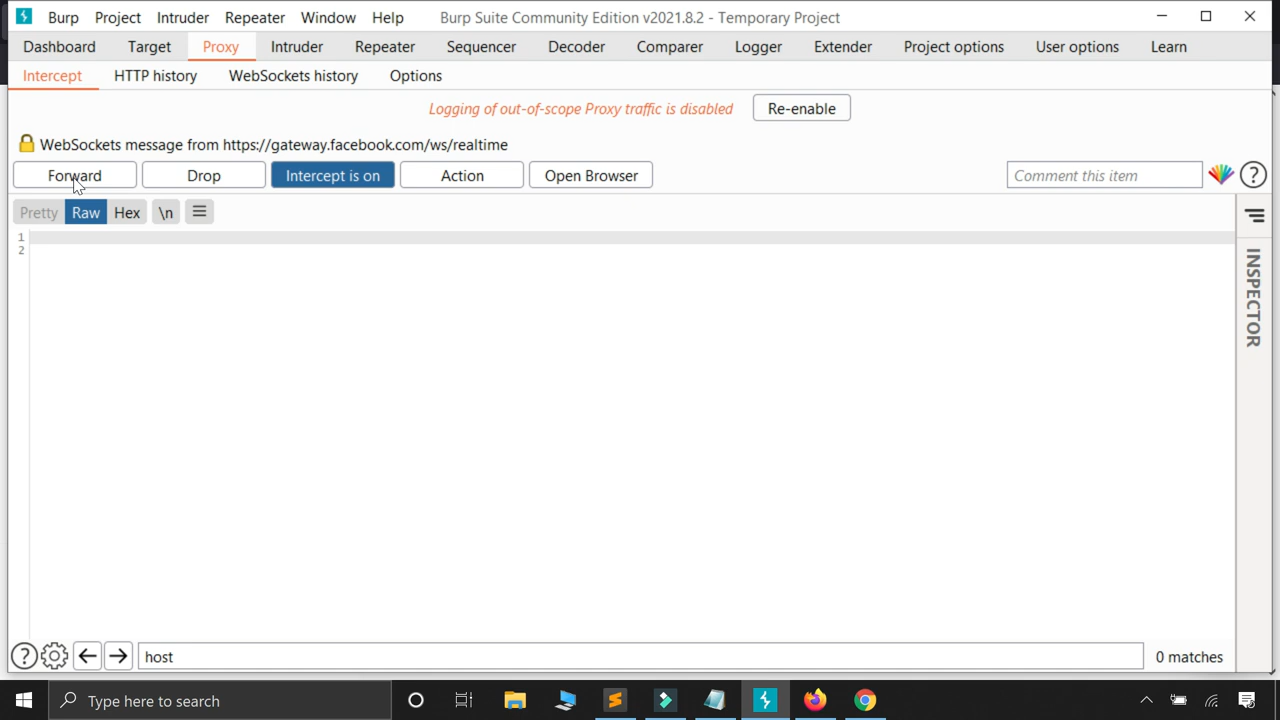 Burp Project Intruder Repeater Window Help Burp Suite Community Edition v2021.8.2 - Temporary Project
Dashboard Target Proxy Intruder Repeater Sequencer Decoder Comparer Logger Extender Project options User options Learn
Intercept HTTP history WebSockets history Options
Logging of out-of-scope Proxy traffic is disabled Re-enable
WebSockets message from https://gateway.facebook.com/ws/realtime
Forward Drop Intercept is on Action Open Browser Comment this item ?
Pretty Raw Hex \n
1
2
INSPECTOR
? host 0 matches
Type here to search